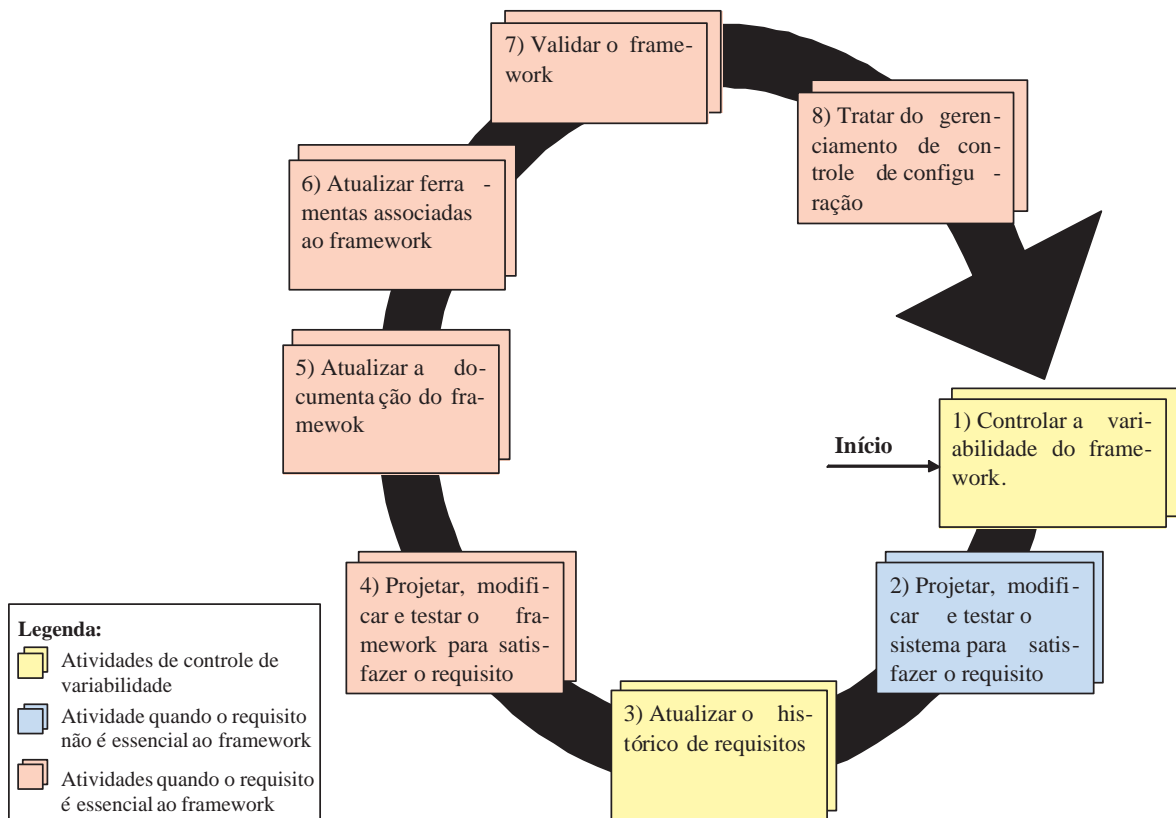 7) Validar o frame-
work
8) Tratar do geren-
ciamento de con-
trole de configu -
ração
6) Atualizar ferra -
mentas associadas
ao framework
5) Atualizar a do-
cumenta ção do fra-
mewok
Início
1) Controlar a vari-
abilidade do frame-
work.
4) Projetar, modifi-
car e testar o fra-
mework para satis-
fazer o requisito
2) Projetar, modifi-
car e testar o
sistema para satis-
fazer o requisito
3) Atualizar o his-
tórico de requisitos
Legenda:
Atividades de controle de
variabilidade
Atividade quando o requisito
não é essencial ao framework
Atividades quando o requisito
é essencial ao framework